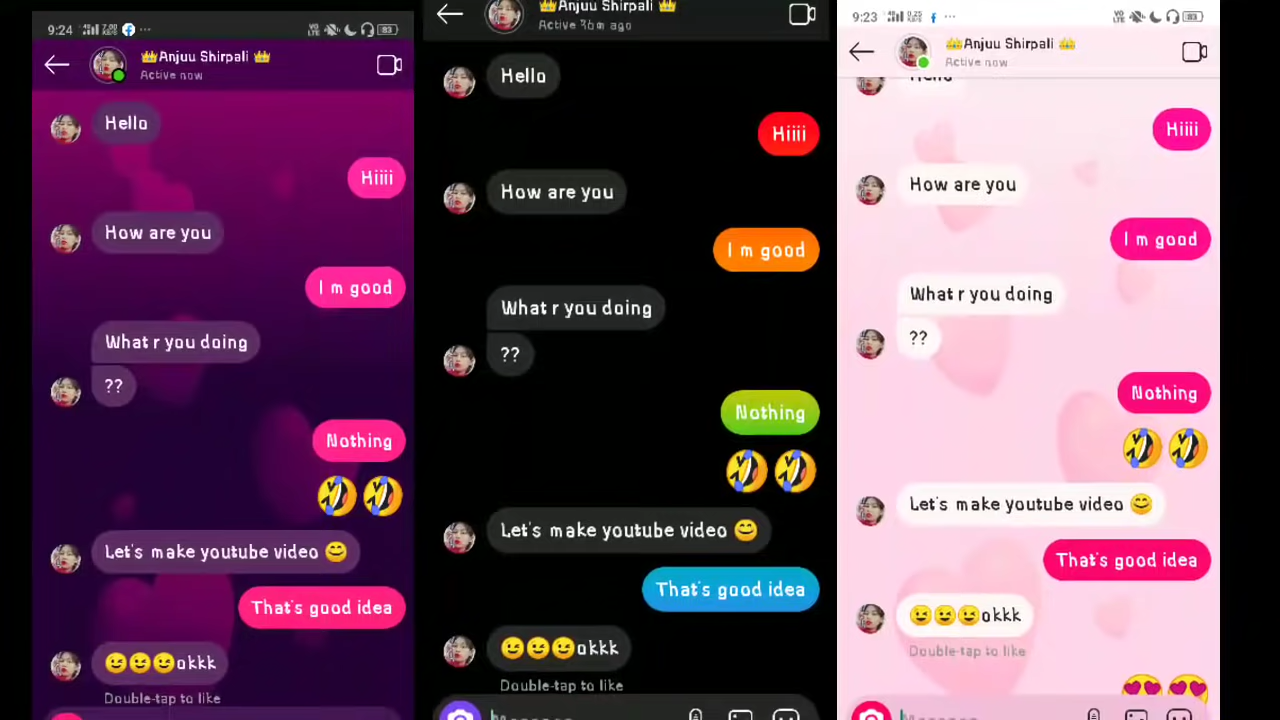 9:24
👑Anjuu Shirpali 👑
Active now
Hello
Hiiii
How are you
I m good
What r you doing
??
Nothing
🤣 🤣
Let's make youtube video 😊
That's good idea
😉😉😉okkk
Double-tap to like
👑Anjuu Shirpali 👑
Active 36m ago
Hello
Hiiii
How are you
I m good
What r you doing
??
Nothing
🤣 🤣
Let's make youtube video 😊
That's good idea
😉😉😉okkk
Double-tap to like
9:23
👑Anjuu Shirpali 👑
Active now
Hello
Hiiii
How are you
I m good
What r you doing
??
Nothing
🤣 🤣
Let's make youtube video 😊
That's good idea
😉😉😉okkk
Double-tap to like
😍 😍